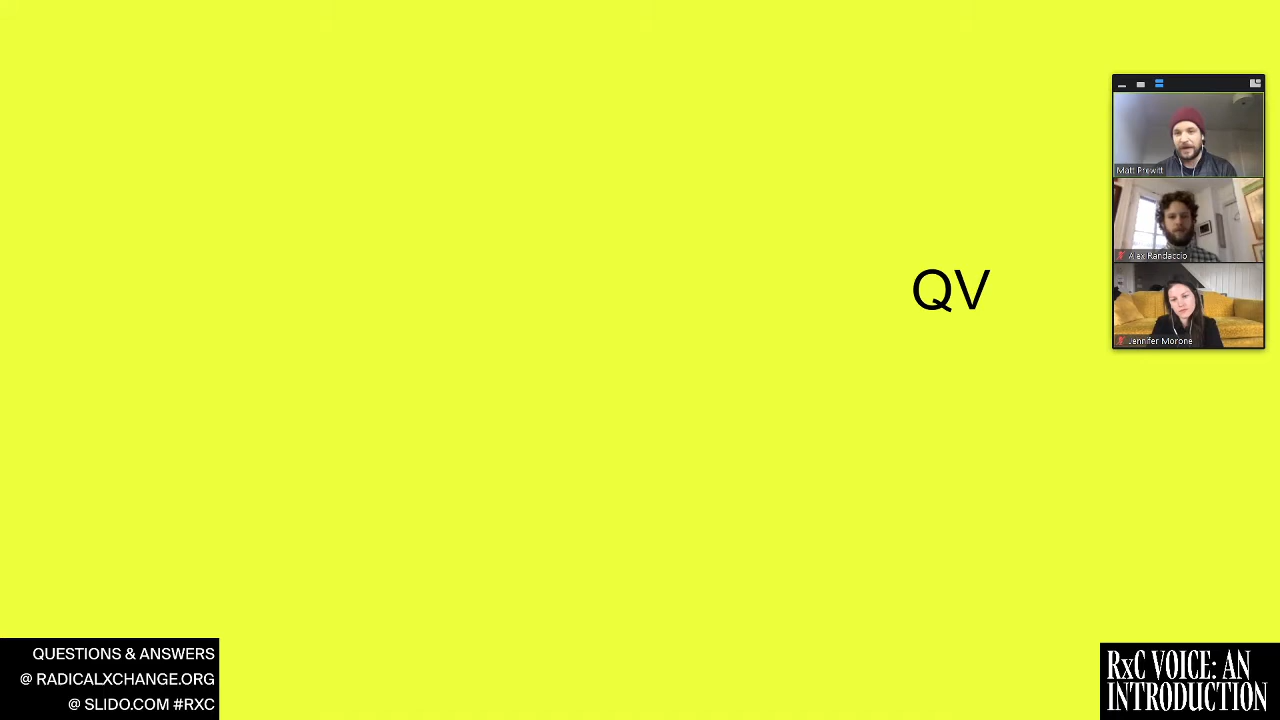 Matt Prewitt
Alex Randaccio
QV
Jennifer Morone
QUESTIONS & ANSWERS
@ RADICALXCHANGE.ORG
@ SLIDO.COM #RXC
RxC VOICE: AN
INTRODUCTION